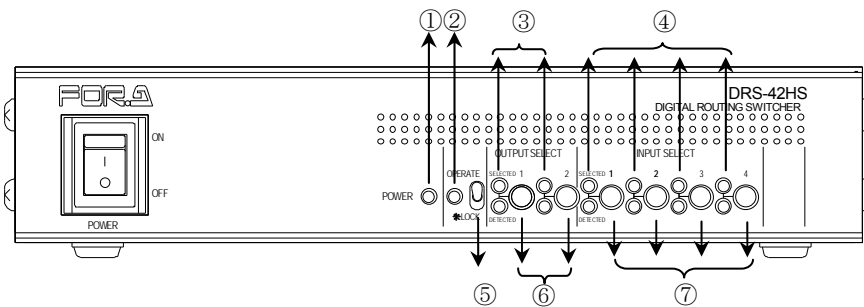 ① ② ③ ④
FOR.A
DRS-42HS
DIGITAL ROUTING SWITCHER
ON
OFF
POWER
POWER
OPERATE
LOCK
OUTPUT SELECT
SELECTED 1 2
DETECTED
INPUT SELECT
SELECTED 1 2 3 4
DETECTED
⑤ ⑥ ⑦